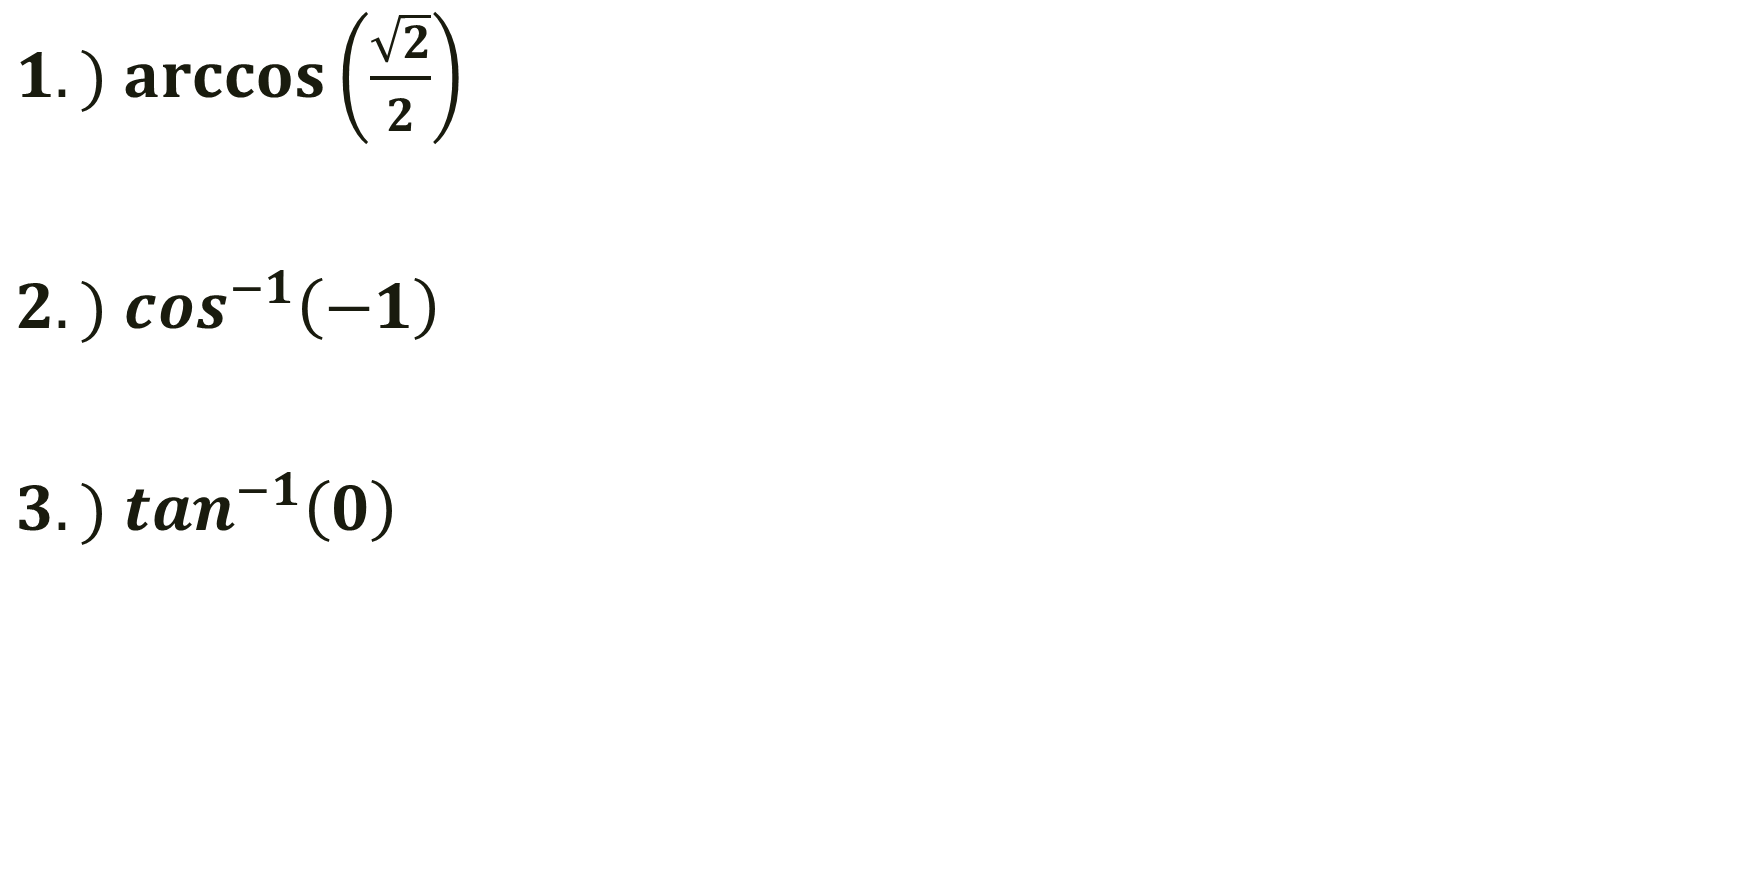 1.) arccos(√2/2)
2.) cos⁻¹(−1)
3.) tan⁻¹(0)